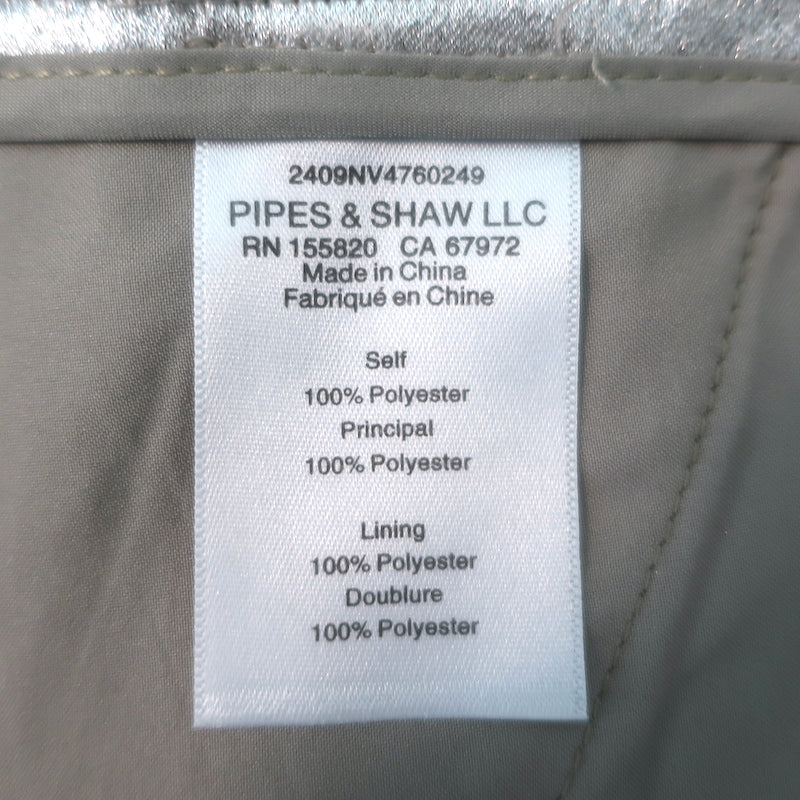 2409NV4760249
PIPES & SHAW LLC
RN 155820 CA 67972
Made in China
Fabriqué en Chine
Self
100% Polyester
Principal
100% Polyester
Lining
100% Polyester
Doublure
100% Polyester